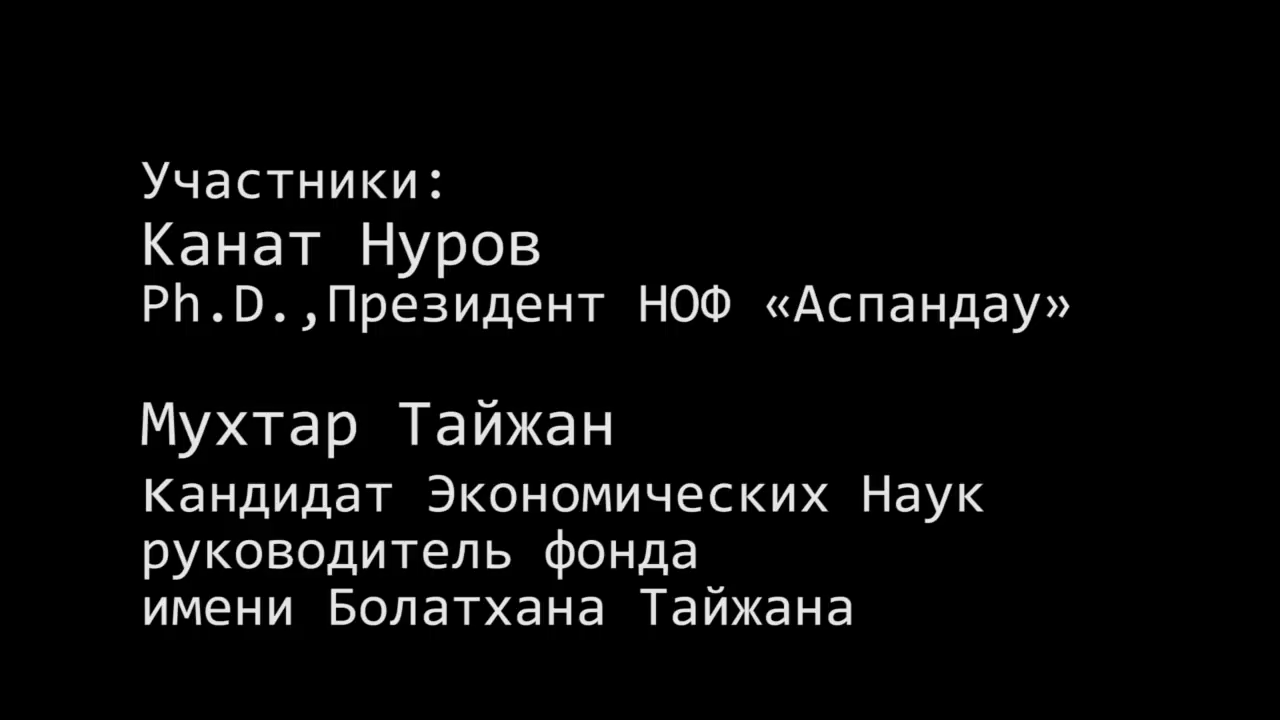 Участники:
Канат Нуров
Ph.D.,Президент НОФ «Аспандау»
Мухтар Тайжан
кандидат Экономических Наук
руководитель фонда
имени Болатхана Тайжана